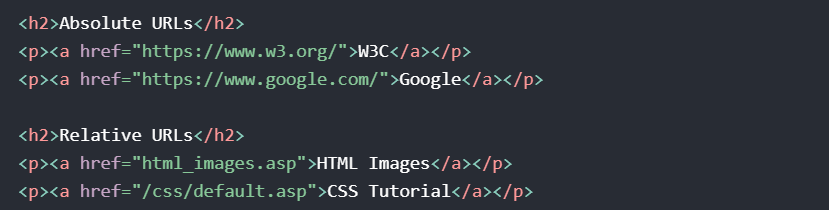 <h2>Absolute URLs</h2>
<p><a href="https://www.w3.org/">W3C</a></p>
<p><a href="https://www.google.com/">Google</a></p>
<h2>Relative URLs</h2>
<p><a href="html_images.asp">HTML Images</a></p>
<p><a href="/css/default.asp">CSS Tutorial</a></p>